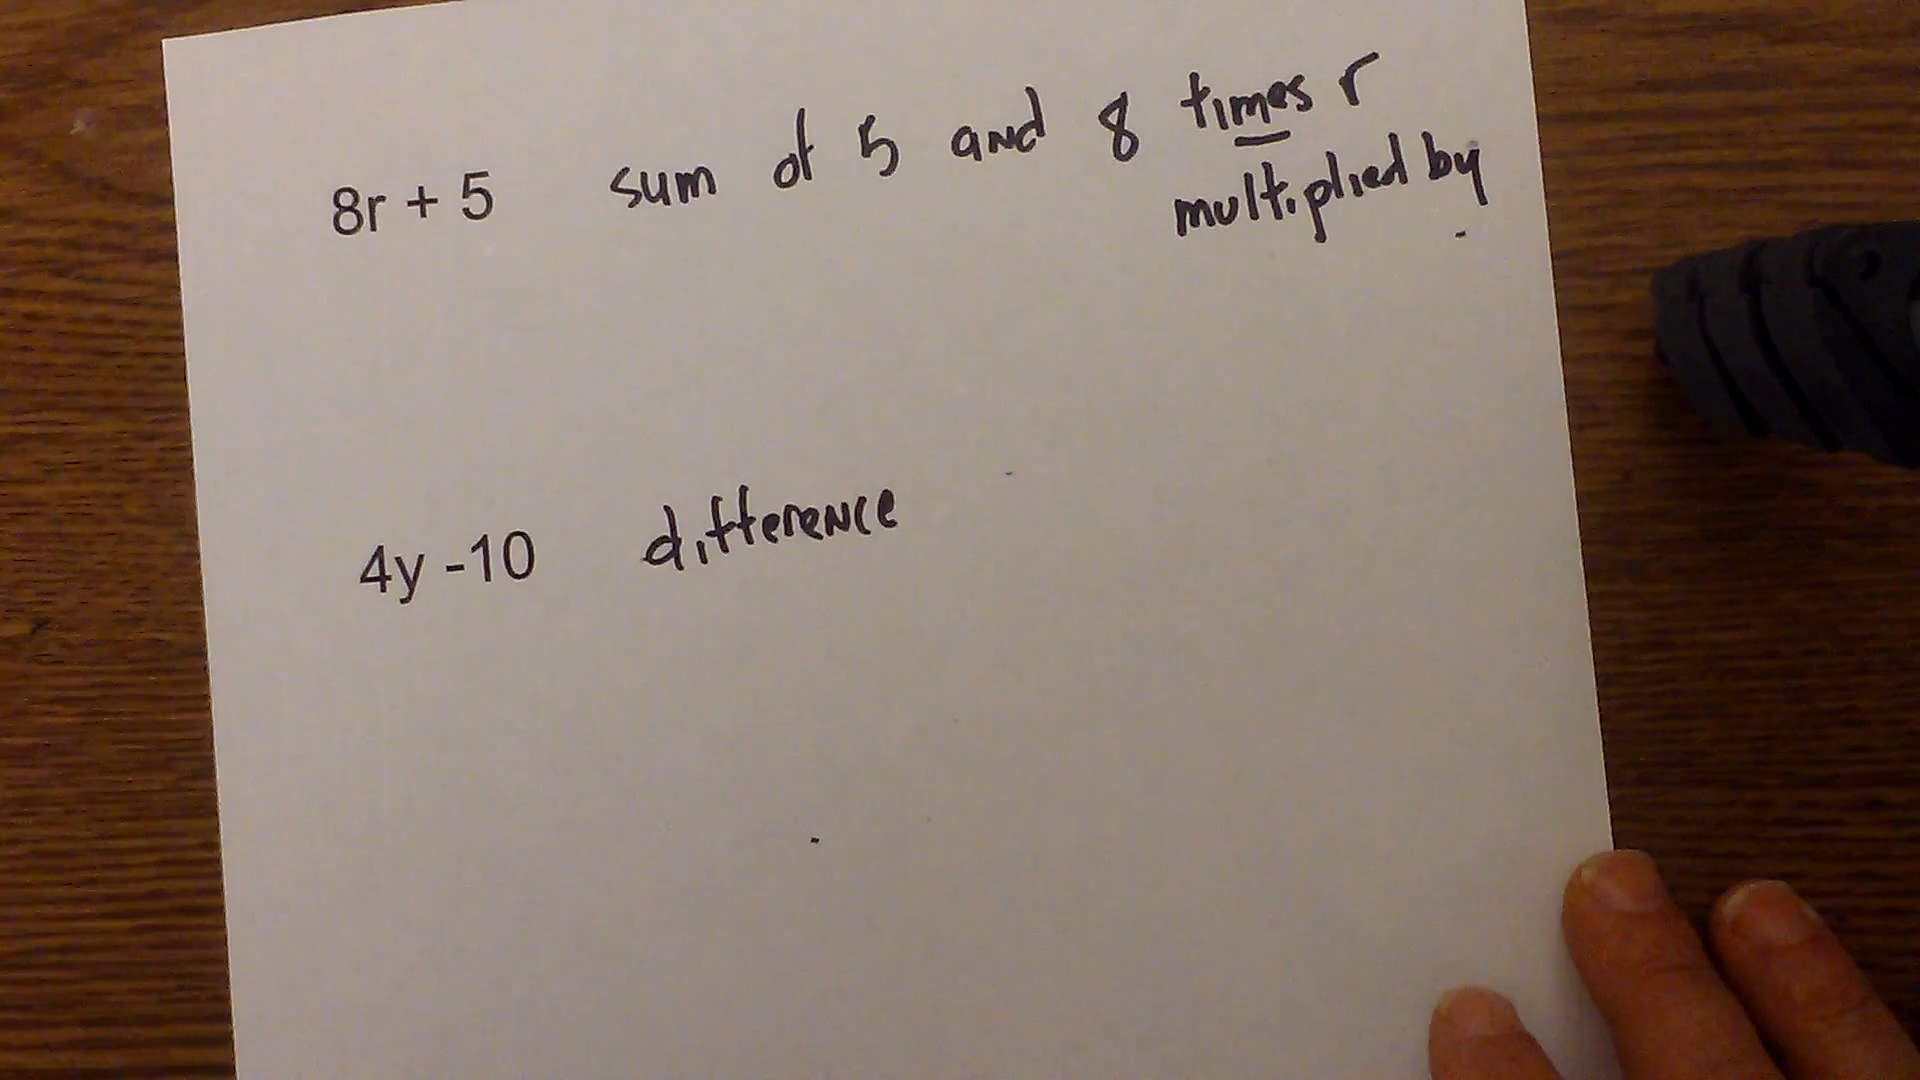 8r + 5 sum of 5 and 8 times r
multiplied by
4y -10 difference